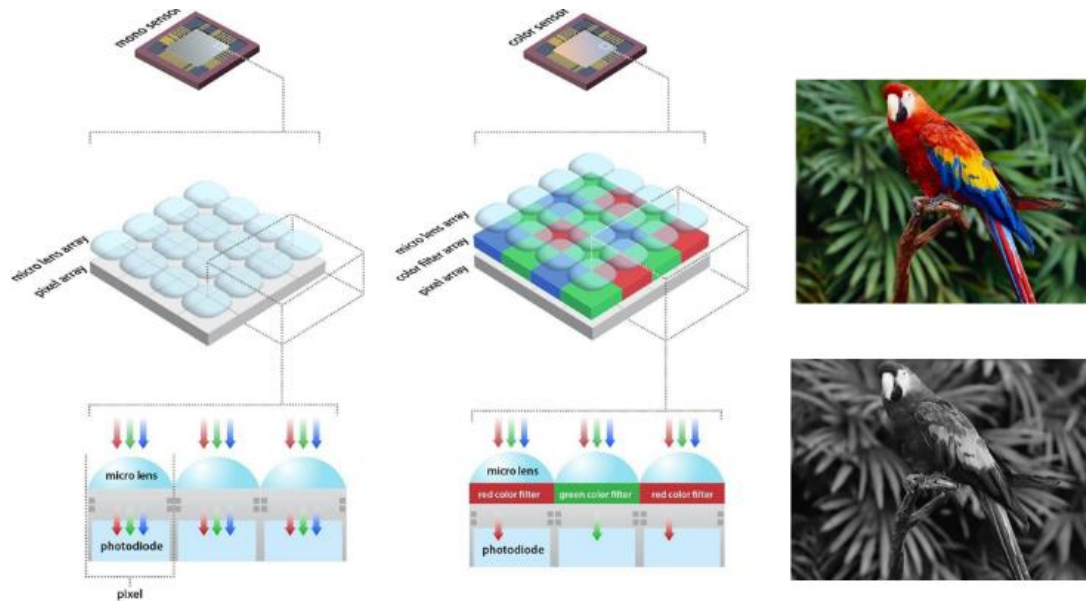 mono sensor
color sensor
micro lens array
pixel array
micro lens array
color filter array
pixel array
micro lens
photodiode
pixel
micro lens
red color filter
green color filter
red color filter
photodiode